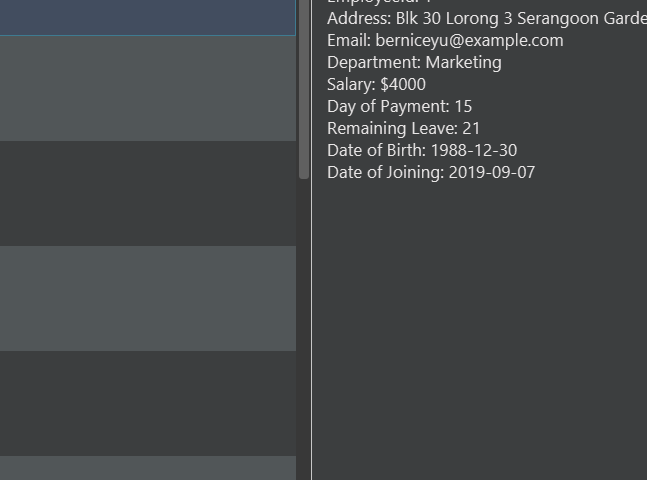 Address: Blk 30 Lorong 3 Serangoon Garde
Email: berniceyu@example.com
Department: Marketing
Salary: $4000
Day of Payment: 15
Remaining Leave: 21
Date of Birth: 1988-12-30
Date of Joining: 2019-09-07